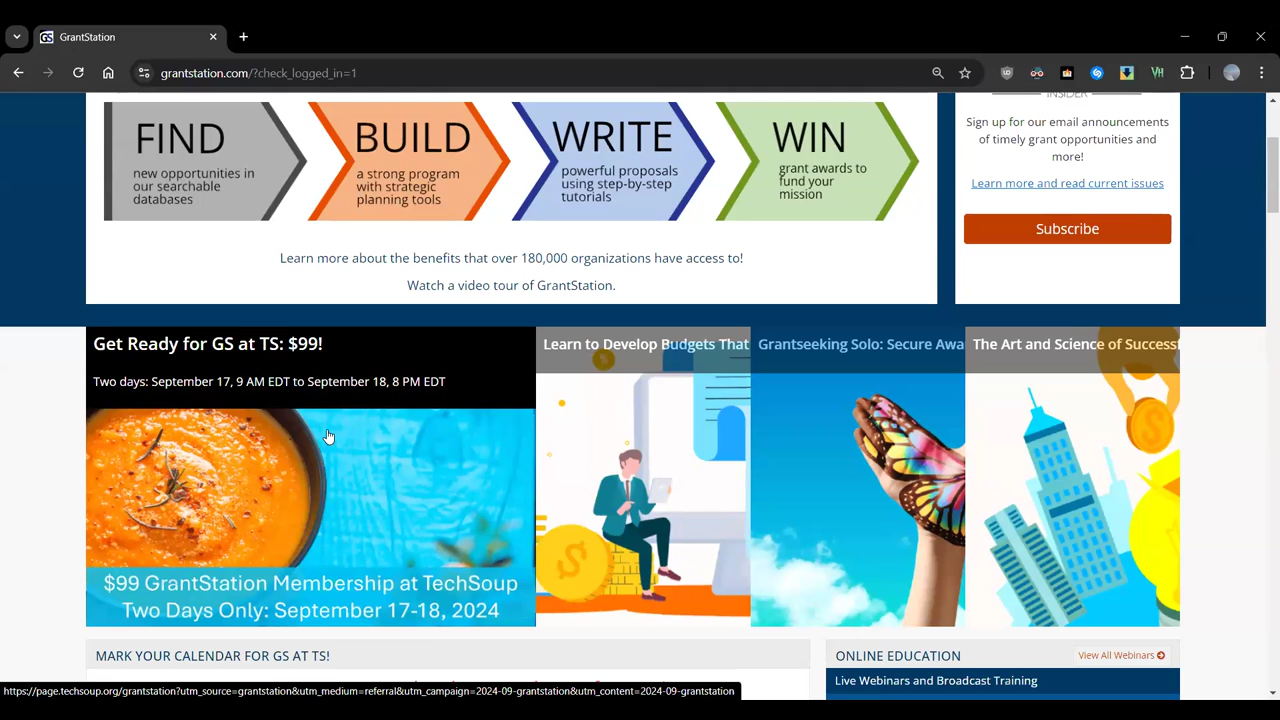 GrantStation
grantstation.com/?check_logged_in=1
FIND
new opportunities in
our searchable
databases
BUILD
a strong program
with strategic
planning tools
WRITE
powerful proposals
using step-by-step
tutorials
WIN
grant awards to
fund your
mission
Learn more about the benefits that over 180,000 organizations have access to!
Watch a video tour of GrantStation.
INSIDER
Sign up for our email announcements
of timely grant opportunities and
more!
Learn more and read current issues
Subscribe
Get Ready for GS at TS: $99!
Two days: September 17, 9 AM EDT to September 18, 8 PM EDT
$99 GrantStation Membership at TechSoup
Two Days Only: September 17-18, 2024
Learn to Develop Budgets That
Grantseeking Solo: Secure Awa
The Art and Science of Successf
MARK YOUR CALENDAR FOR GS AT TS!
ONLINE EDUCATION
View All Webinars
Live Webinars and Broadcast Training
https://page.techsoup.org/grantstation?utm_source=grantstation&utm_medium=referral&utm_campaign=2024-09-grantstation&utm_content=2024-09-grantstation